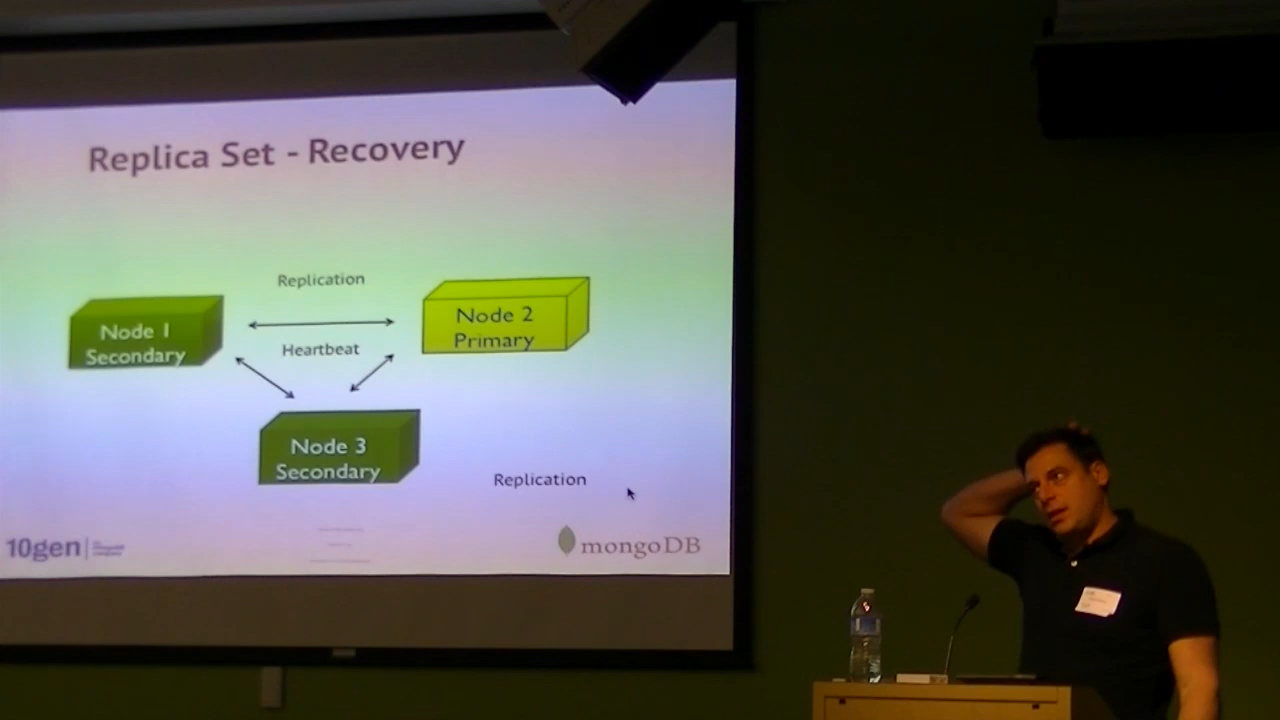 Replica Set - Recovery
Replication
Node 1
Secondary
Node 2
Primary
Heartbeat
Node 3
Secondary
Replication
10gen
mongoDB